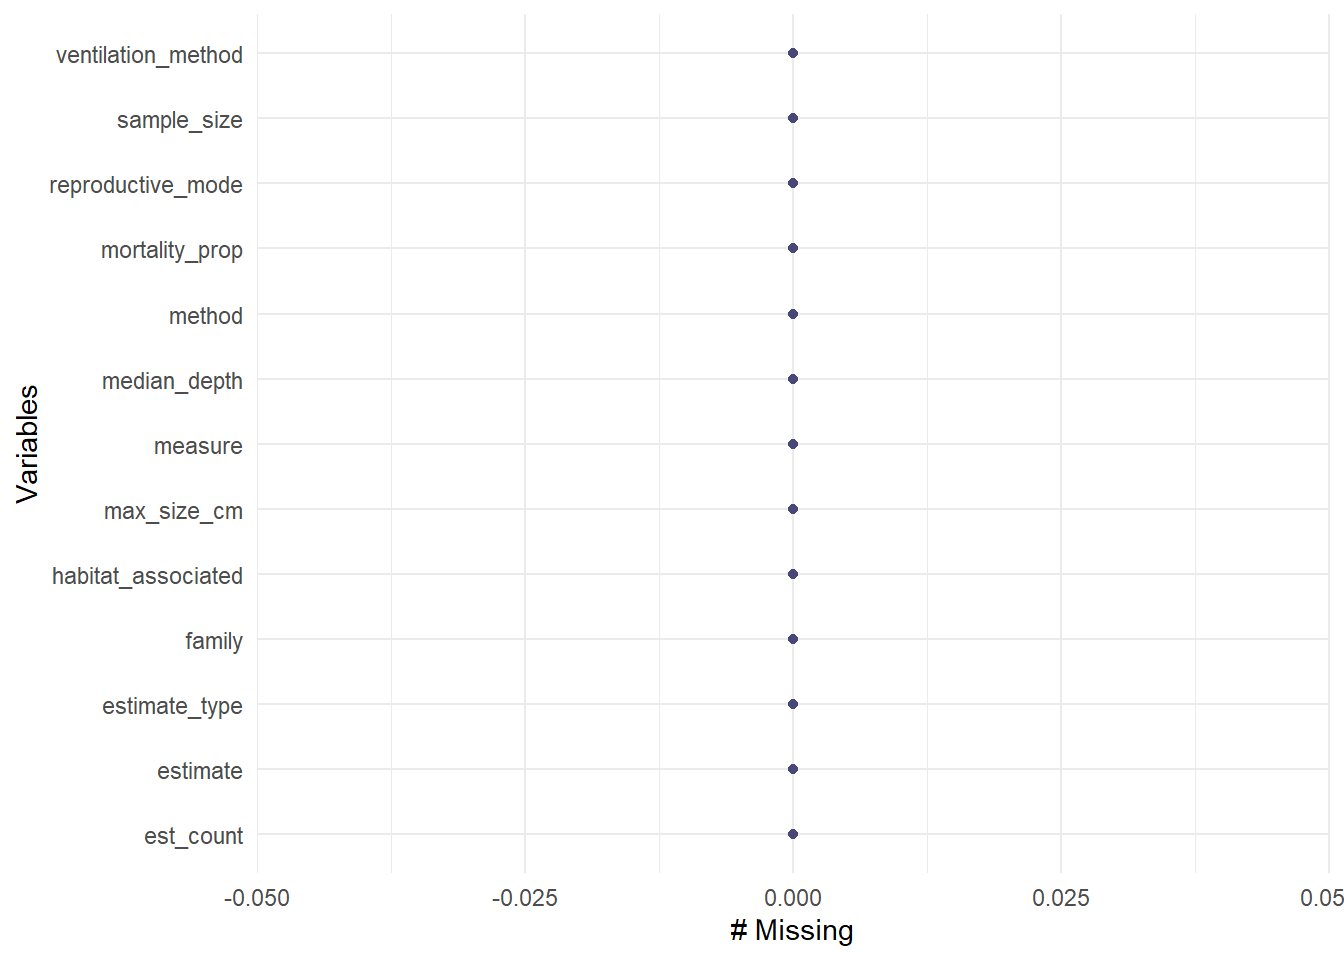 ventilation_method
sample_size
reproductive_mode
mortality_prop
method
median_depth
measure
max_size_cm
habitat_associated
family
estimate_type
estimate
est_count
Variables
-0.050
-0.025
0.000
0.025
0.05
# Missing